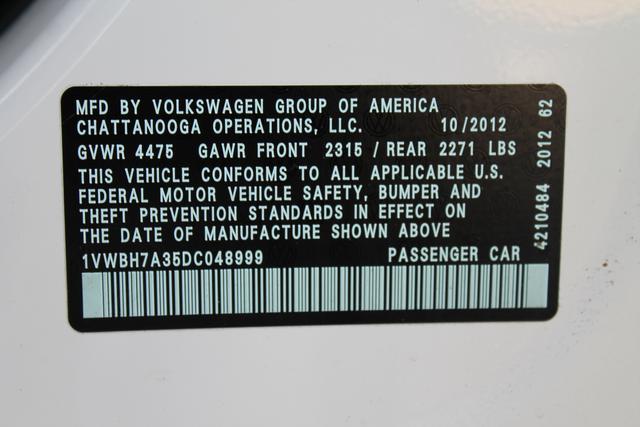 MFD BY VOLKSWAGEN GROUP OF AMERICA
CHATTANOOGA OPERATIONS, LLC. 10/2012
GVWR 4475 GAWR FRONT 2315 / REAR 2271 LBS
THIS VEHICLE CONFORMS TO ALL APPLICABLE U.S.
FEDERAL MOTOR VEHICLE SAFETY, BUMPER AND
THEFT PREVENTION STANDARDS IN EFFECT ON
THE DATE OF MANUFACTURE SHOWN ABOVE
1VWBH7A35DC048999 PASSENGER CAR
4210484 2012 62